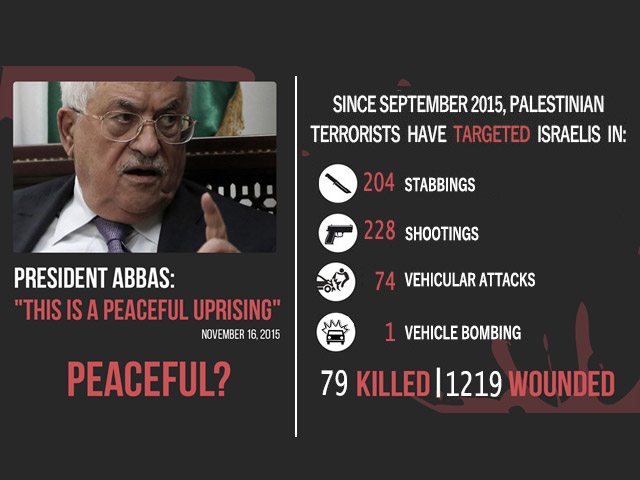 PRESIDENT ABBAS:
"THIS IS A PEACEFUL UPRISING"
NOVEMBER 16, 2015
PEACEFUL?
SINCE SEPTEMBER 2015, PALESTINIAN
TERRORISTS HAVE TARGETED ISRAELIS IN:
204 STABBINGS
228 SHOOTINGS
74 VEHICULAR ATTACKS
1 VEHICLE BOMBING
79 KILLED | 1219 WOUNDED